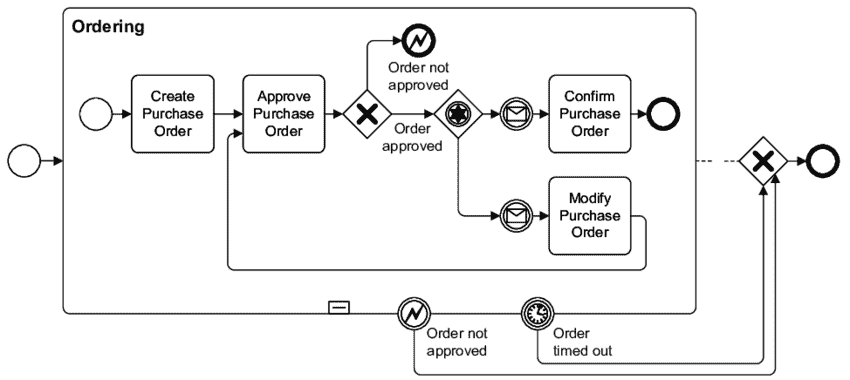 Ordering
Create
Purchase
Order
Approve
Purchase
Order
Order not
approved
Order
approved
Confirm
Purchase
Order
Modify
Purchase
Order
Order not
approved
Order
timed out